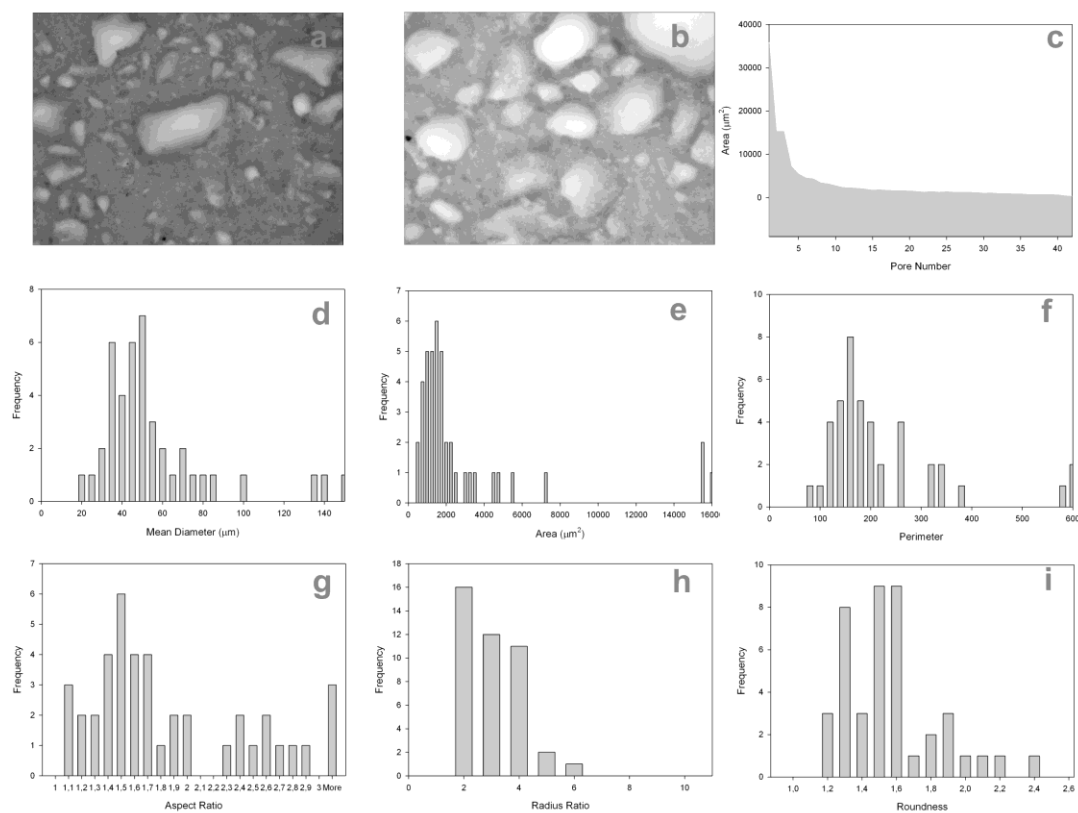 a
b
c
40000
30000
20000
10000
0
Area (μm²)
5 10 15 20 25 30 35 40
Pore Number
d
8
6
4
2
0
Frequency
0 20 40 60 80 100 120 140
Mean Diameter (μm)
e
7
6
5
4
3
2
1
0
Frequency
0 2000 4000 6000 8000 10000 12000 14000 16000
Area (μm²)
f
10
8
6
4
2
0
Frequency
0 100 200 300 400 500 600
Perimeter
g
7
6
5
4
3
2
1
0
Frequency
1 1,1 1,2 1,3 1,4 1,5 1,6 1,7 1,8 1,9 2 2,1 2,2 2,3 2,4 2,5 2,6 2,7 2,8 2,9 3 More
Aspect Ratio
h
18
16
14
12
10
8
6
4
2
0
Frequency
0 2 4 6 8 10
Radius Ratio
i
10
8
6
4
2
0
Frequency
1,0 1,2 1,4 1,6 1,8 2,0 2,2 2,4 2,6
Roundness